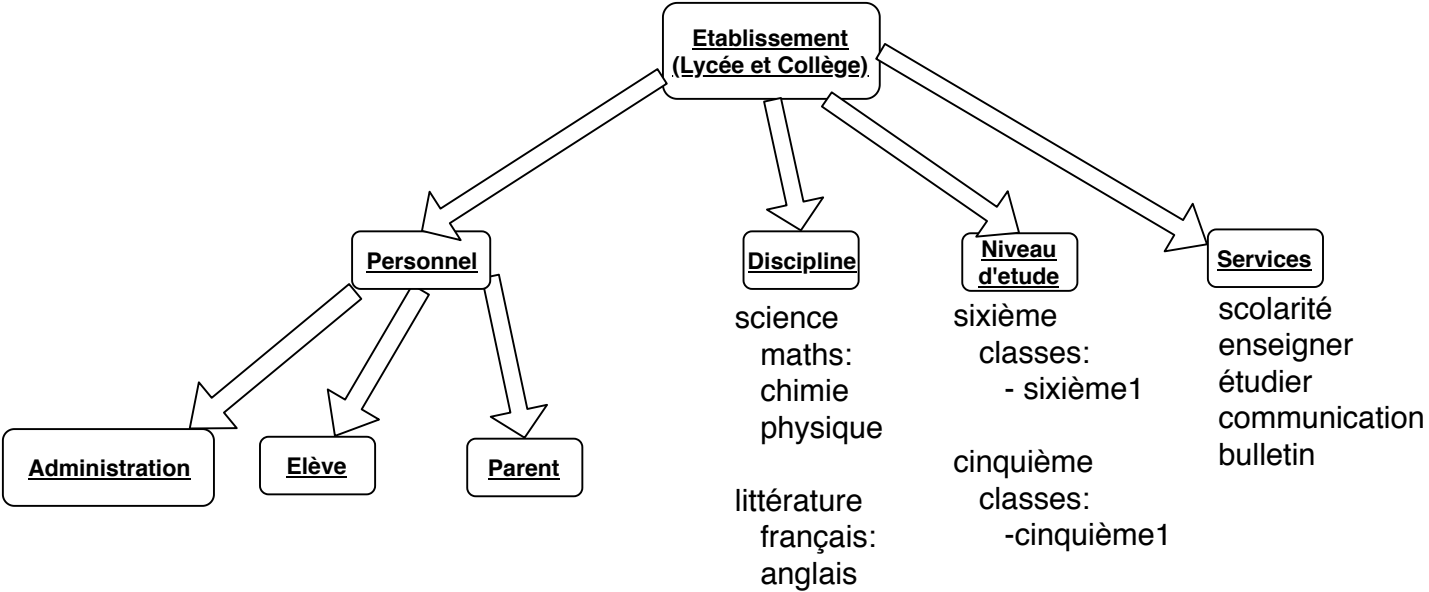 Etablissement
(Lycée et Collège)
Personnel
Discipline
Niveau
d'etude
Services
Administration
Elève
Parent
science
maths:
chimie
physique
littérature
français:
anglais
sixième
classes:
- sixième1
cinquième
classes:
-cinquième1
scolarité
enseigner
étudier
communication
bulletin